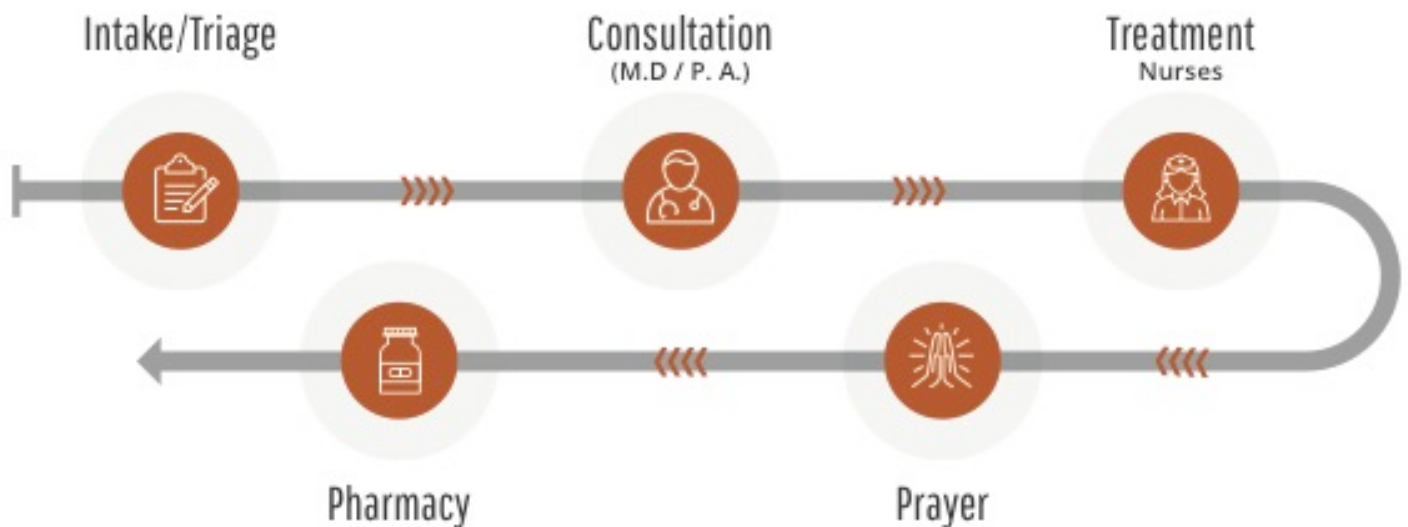 Intake/Triage
Consultation
(M.D / P. A.)
Treatment
Nurses
Pharmacy
Prayer